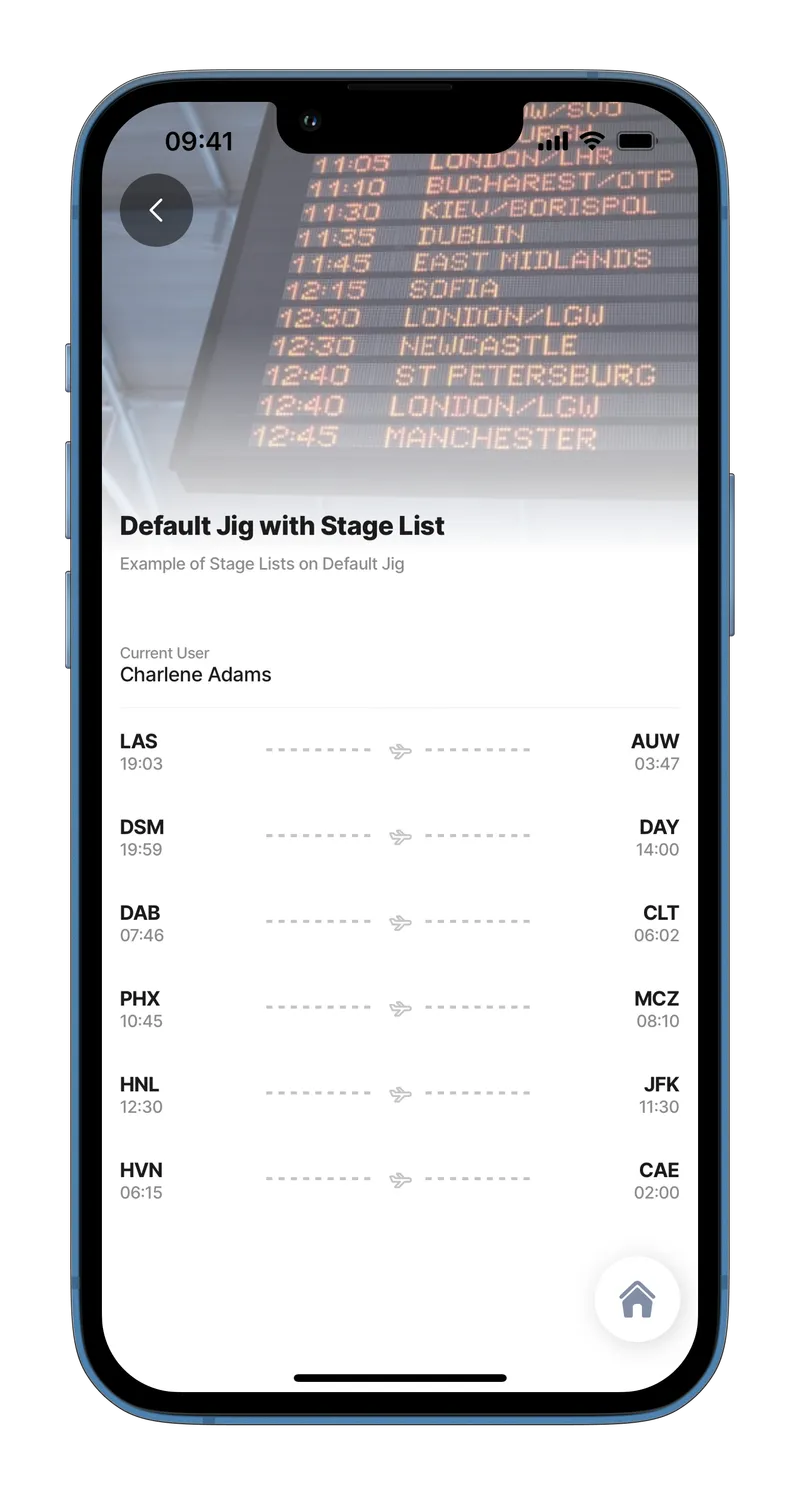 09:41
11:05 LONDON/LHR
11:10 BUCHAREST/OTP
11:30 KIEV/BORISPOL
11:35 DUBLIN
11:45 EAST MIDLANDS
12:15 SOFIA
12:30 LONDON/LGW
12:30 NEWCASTLE
12:40 ST PETERSBURG
12:40 LONDON/LGW
12:45 MANCHESTER
Default Jig with Stage List
Example of Stage Lists on Default Jig
Current User
Charlene Adams
LAS AUW
19:03 03:47
DSM DAY
19:59 14:00
DAB CLT
07:46 06:02
PHX MCZ
10:45 08:10
HNL JFK
12:30 11:30
HVN CAE
06:15 02:00